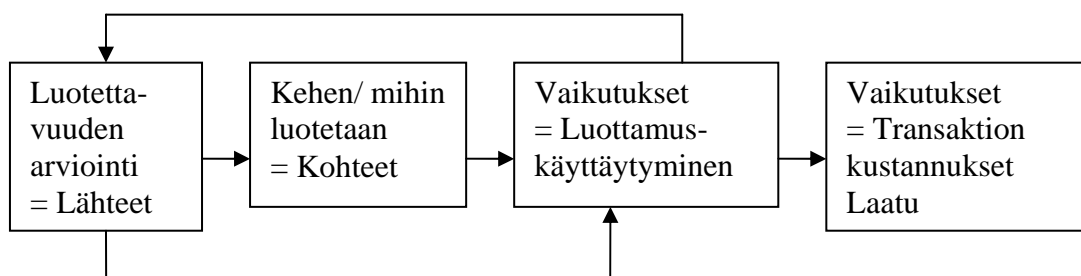 Luotetta-
vuuden
arviointi
= Lähteet
Kehen/ mihin
luotetaan
= Kohteet
Vaikutukset
= Luottamus-
käyttäytyminen
Vaikutukset
= Transaktion
kustannukset
Laatu